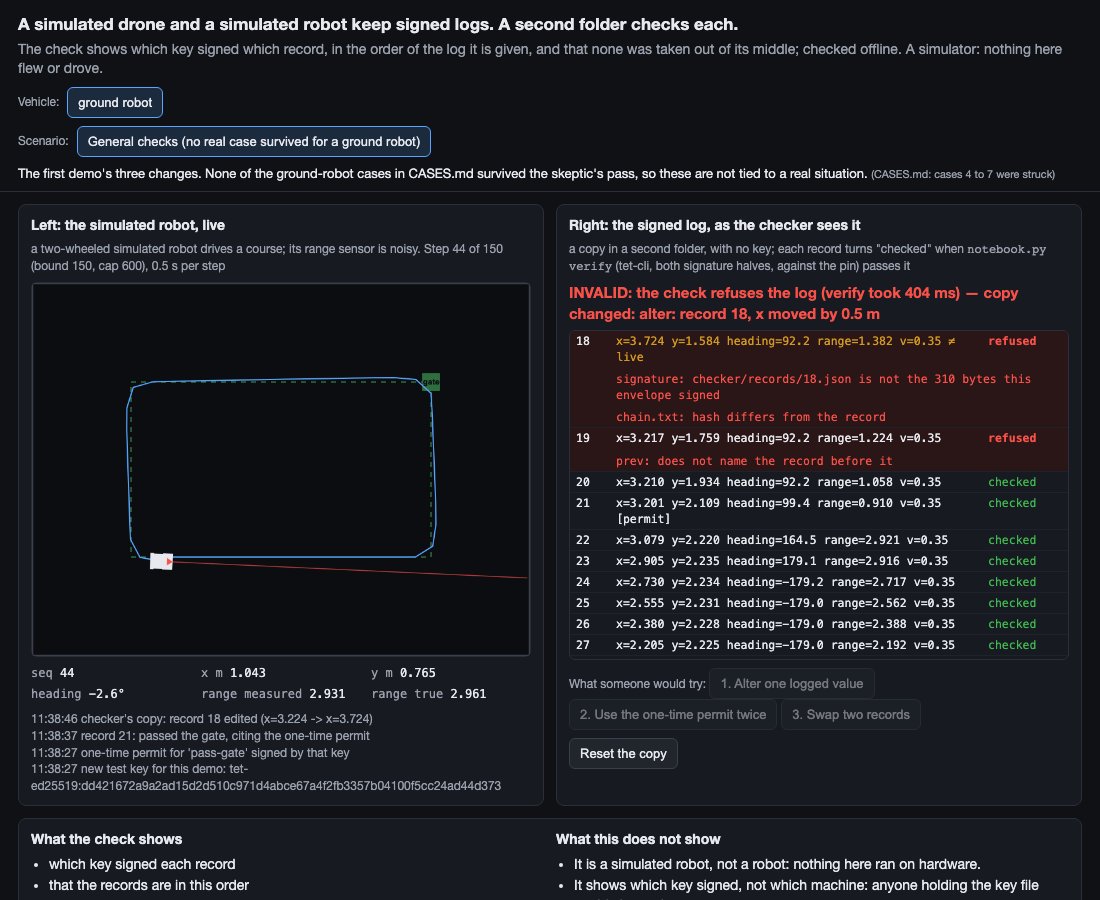 A simulated drone and a simulated robot keep signed logs. A second folder checks each.
The check shows which key signed which record, in the order of the log it is given, and that none was taken out of its middle; checked offline. A simulator: nothing here
flew or drove.
Vehicle: ground robot
Scenario: General checks (no real case survived for a ground robot)
The first demo's three changes. None of the ground-robot cases in CASES.md survived the skeptic's pass, so these are not tied to a real situation. (CASES.md: cases 4 to 7 were struck)
Left: the simulated robot, live
a two-wheeled simulated robot drives a course; its range sensor is noisy. Step 44 of 150
(bound 150, cap 600), 0.5 s per step
gate
seq 44 x m 1.043 y m 0.765
heading −2.6° range measured 2.931 range true 2.961
11:38:46 checker's copy: record 18 edited (x=3.224 -> x=3.724)
11:38:37 record 21: passed the gate, citing the one-time permit
11:38:27 one-time permit for 'pass-gate' signed by that key
11:38:27 new test key for this demo: tet-
ed25519:dd421672a9a2ad15d2d510c971d4abce67a4f2fb3357b04100f5cc24ad44d373
Right: the signed log, as the checker sees it
a copy in a second folder, with no key; each record turns "checked" when notebook.py
verify (tet-cli, both signature halves, against the pin) passes it
INVALID: the check refuses the log (verify took 404 ms) — copy
changed: alter: record 18, x moved by 0.5 m
18 x=3.724 y=1.584 heading=92.2 range=1.382 v=0.35 ≠ refused
live
signature: checker/records/18.json is not the 310 bytes this
envelope signed
chain.txt: hash differs from the record
19 x=3.217 y=1.759 heading=92.2 range=1.224 v=0.35 refused
prev: does not name the record before it
20 x=3.210 y=1.934 heading=92.2 range=1.058 v=0.35 checked
21 x=3.201 y=2.109 heading=99.4 range=0.910 v=0.35 checked
[permit]
22 x=3.079 y=2.220 heading=164.5 range=2.921 v=0.35 checked
23 x=2.905 y=2.235 heading=179.1 range=2.916 v=0.35 checked
24 x=2.730 y=2.234 heading=−179.2 range=2.717 v=0.35 checked
25 x=2.555 y=2.231 heading=−179.0 range=2.562 v=0.35 checked
26 x=2.380 y=2.228 heading=−179.0 range=2.388 v=0.35 checked
27 x=2.205 y=2.225 heading=−179.0 range=2.192 v=0.35 checked
What someone would try: 1. Alter one logged value
2. Use the one-time permit twice 3. Swap two records
Reset the copy
What the check shows
• which key signed each record
• that the records are in this order
What this does not show
• It is a simulated robot, not a robot: nothing here ran on hardware.
• It shows which key signed, not which machine: anyone holding the key file